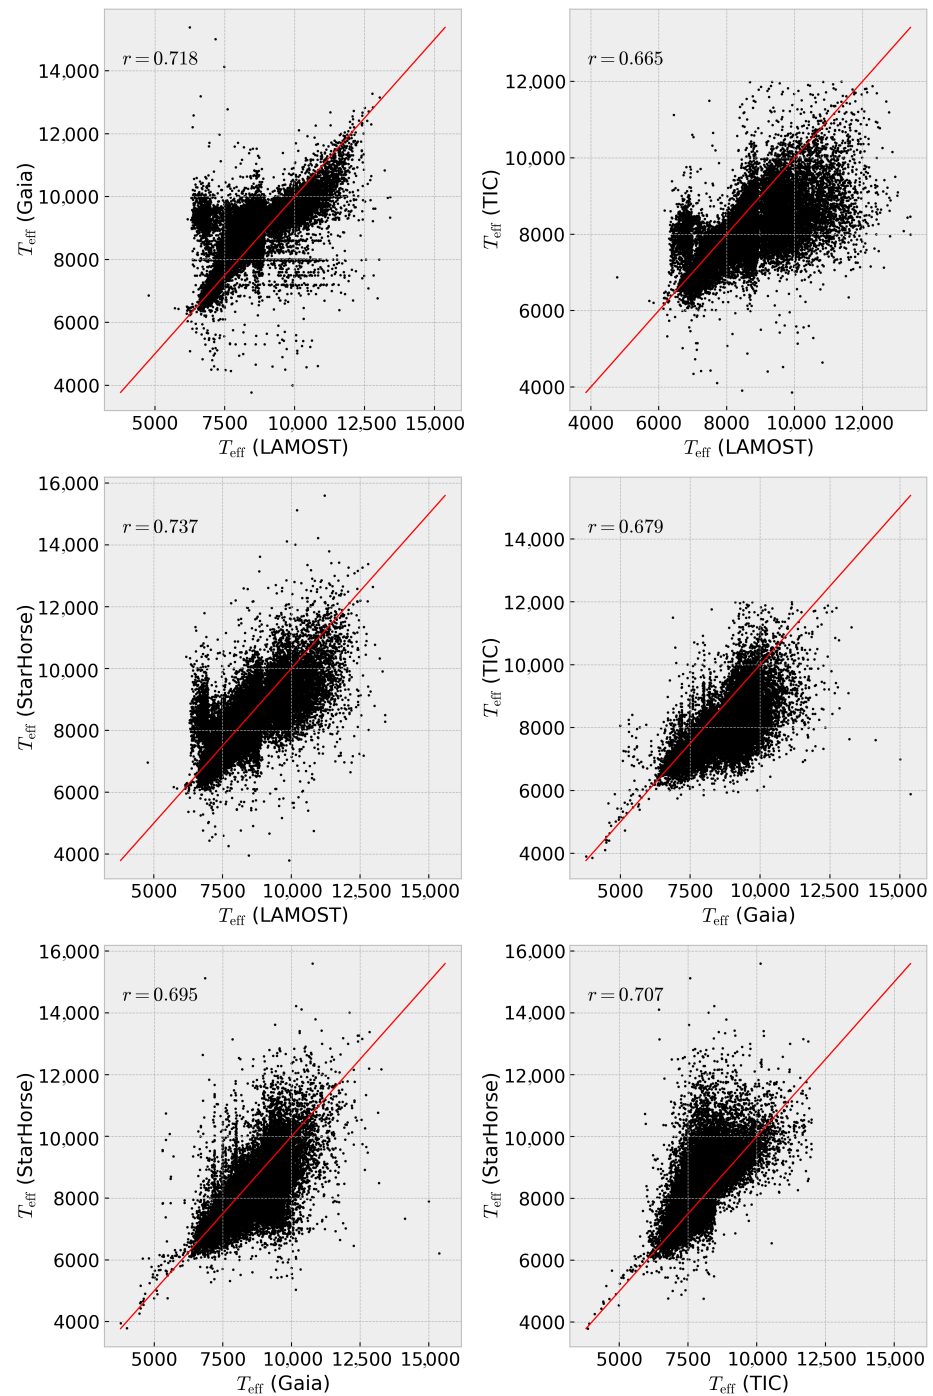 r = 0.718
14,000
12,000
10,000
8000
6000
4000
T_eff (Gaia)
5000 7500 10,000 12,500 15,000
T_eff (LAMOST)
r = 0.665
12,000
10,000
8000
6000
4000
T_eff (TIC)
4000 6000 8000 10,000 12,000
T_eff (LAMOST)
r = 0.737
16,000
14,000
12,000
10,000
8000
6000
4000
T_eff (StarHorse)
5000 7500 10,000 12,500 15,000
T_eff (LAMOST)
r = 0.679
14,000
12,000
10,000
8000
6000
4000
T_eff (TIC)
5000 7500 10,000 12,500 15,000
T_eff (Gaia)
r = 0.695
16,000
14,000
12,000
10,000
8000
6000
4000
T_eff (StarHorse)
5000 7500 10,000 12,500 15,000
T_eff (Gaia)
r = 0.707
16,000
14,000
12,000
10,000
8000
6000
4000
T_eff (StarHorse)
5000 7500 10,000 12,500 15,000
T_eff (TIC)